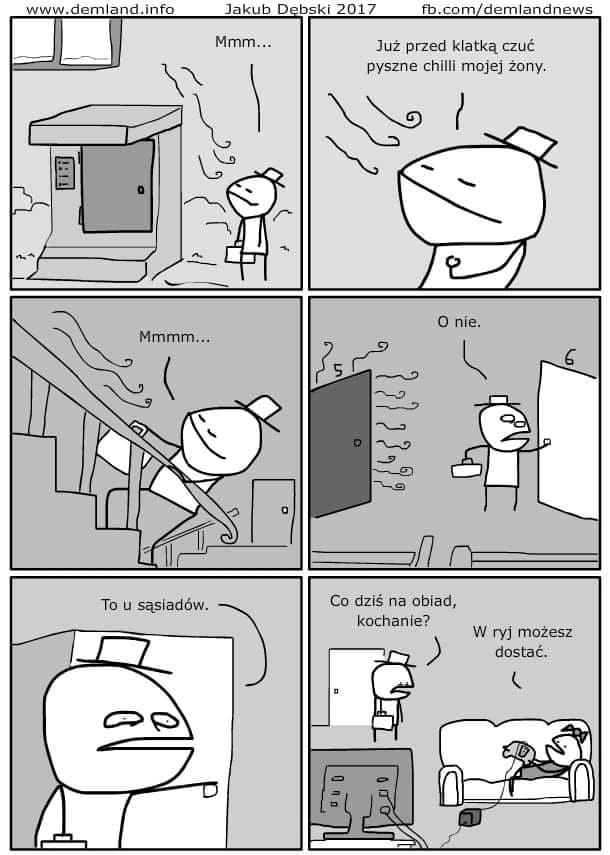 www.demland.info Jakub Dębski 2017 fb.com/demlandnews
Mmm...
Już przed klatką czuć
pyszne chilli mojej żony.
Mmmm...
O nie.
5
6
To u sąsiadów.
Co dziś na obiad,
kochanie?
W ryj możesz
dostać.